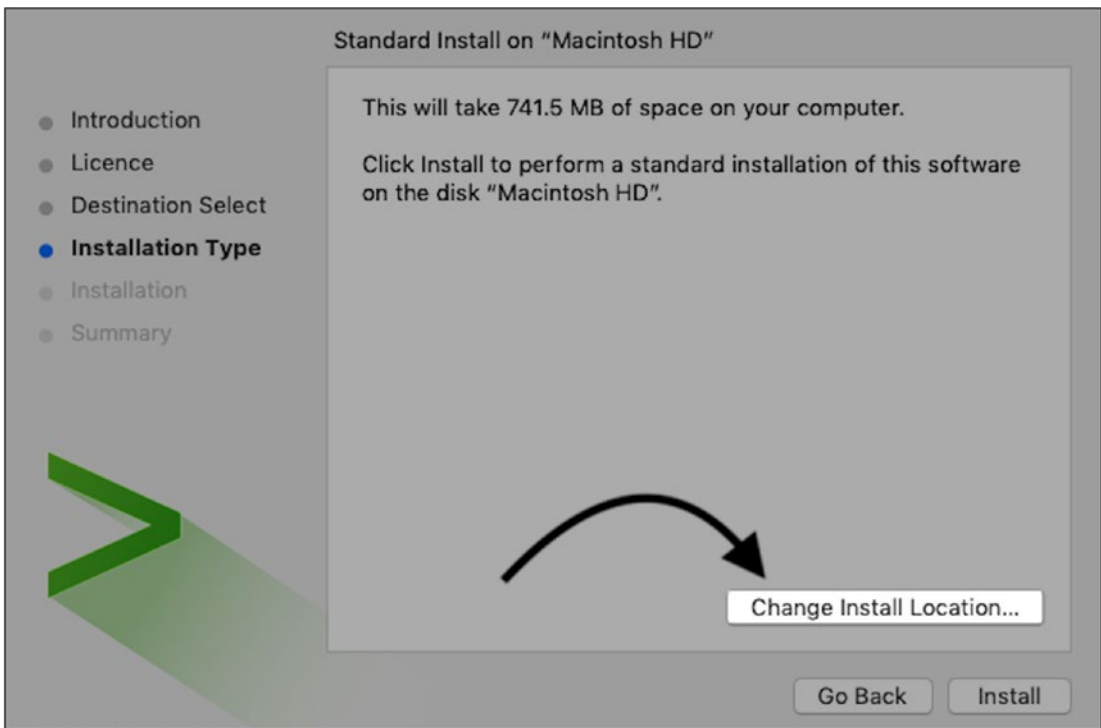 Standard Install on “Macintosh HD”
Introduction
Licence
Destination Select
Installation Type
Installation
Summary
This will take 741.5 MB of space on your computer.
Click Install to perform a standard installation of this software
on the disk “Macintosh HD”.
Change Install Location...
Go Back
Install